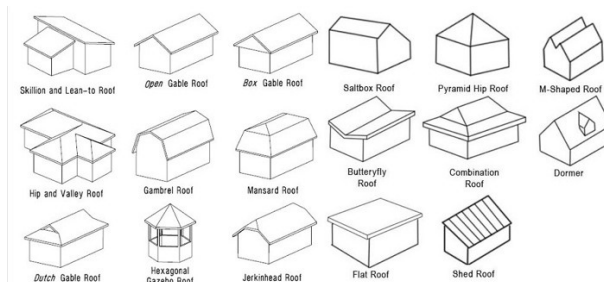 Skillion and Lean-to Roof
Open Gable Roof
Box Gable Roof
Saltbox Roof
Pyramid Hip Roof
M-Shaped Roof
Hip and Valley Roof
Gambrel Roof
Mansard Roof
Butteryfly
Roof
Combination
Roof
Dormer
Dutch Gable Roof
Hexagonal
Gazebo Roof
Jerkinhead Roof
Flat Roof
Shed Roof